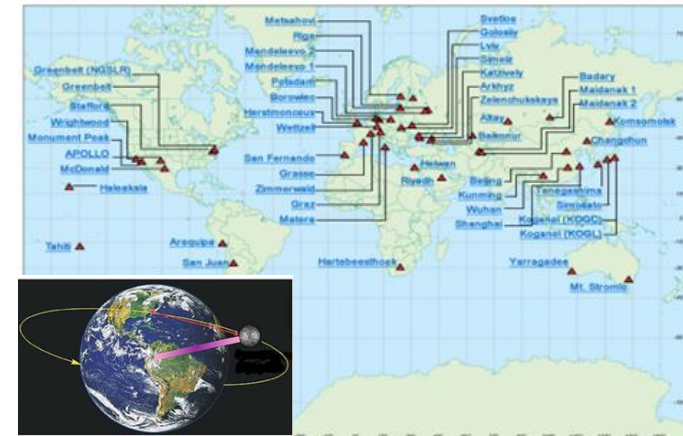 Metsahovi
Riga
Mendeleevo 2
Mendeleevo 1
Potsdam
Borowiec
Herstmonceux
Wettzell
Greenbelt (NGSLR)
Greenbelt
Stafford
Wrightwood
Monument Peak
APOLLO
McDonald
Haleakala
Tahiti
Arequipa
San Juan
San Fernando
Grasse
Zimmerwald
Graz
Matera
Hartebeesthoek
Svetloe
Golosiiv
Lviv
Simeiz
Katzively
Arkhyz
Zelenchukskaya
Altay
Baikonur
Helwan
Riyadh
Badary
Maidanak 1
Maidanak 2
Komsomolsk
Changchun
Beijing
Kunming
Wuhan
Shanghai
Tanegashima
Simosato
Koganei (KOGC)
Koganei (KOGL)
Yarragadee
Mt. Stromlo